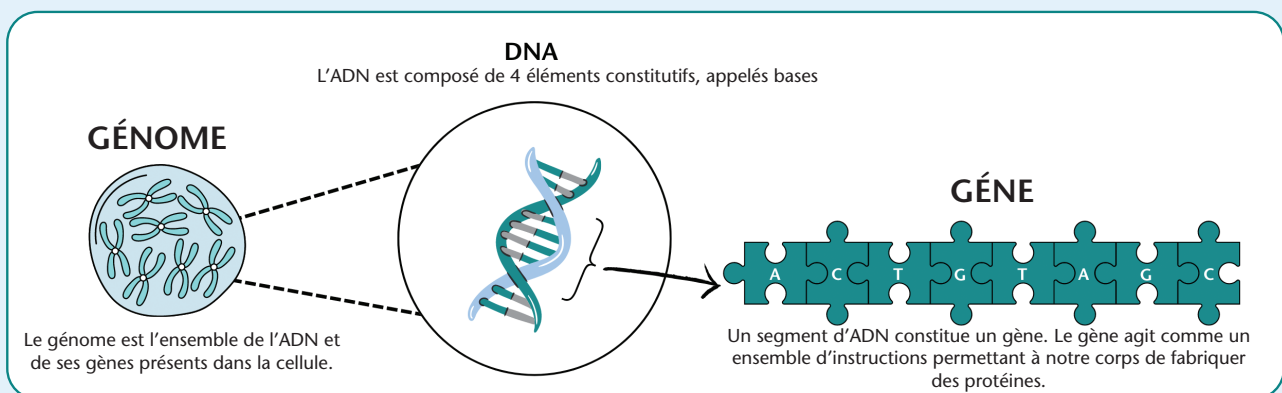 DNA
L’ADN est composé de 4 éléments constitutifs, appelés bases
GÉNOME
Le génome est l’ensemble de l’ADN et
de ses gènes présents dans la cellule.
GÉNE
A C T G T A G C
Un segment d’ADN constitue un gène. Le gène agit comme un
ensemble d’instructions permettant à notre corps de fabriquer
des protéines.